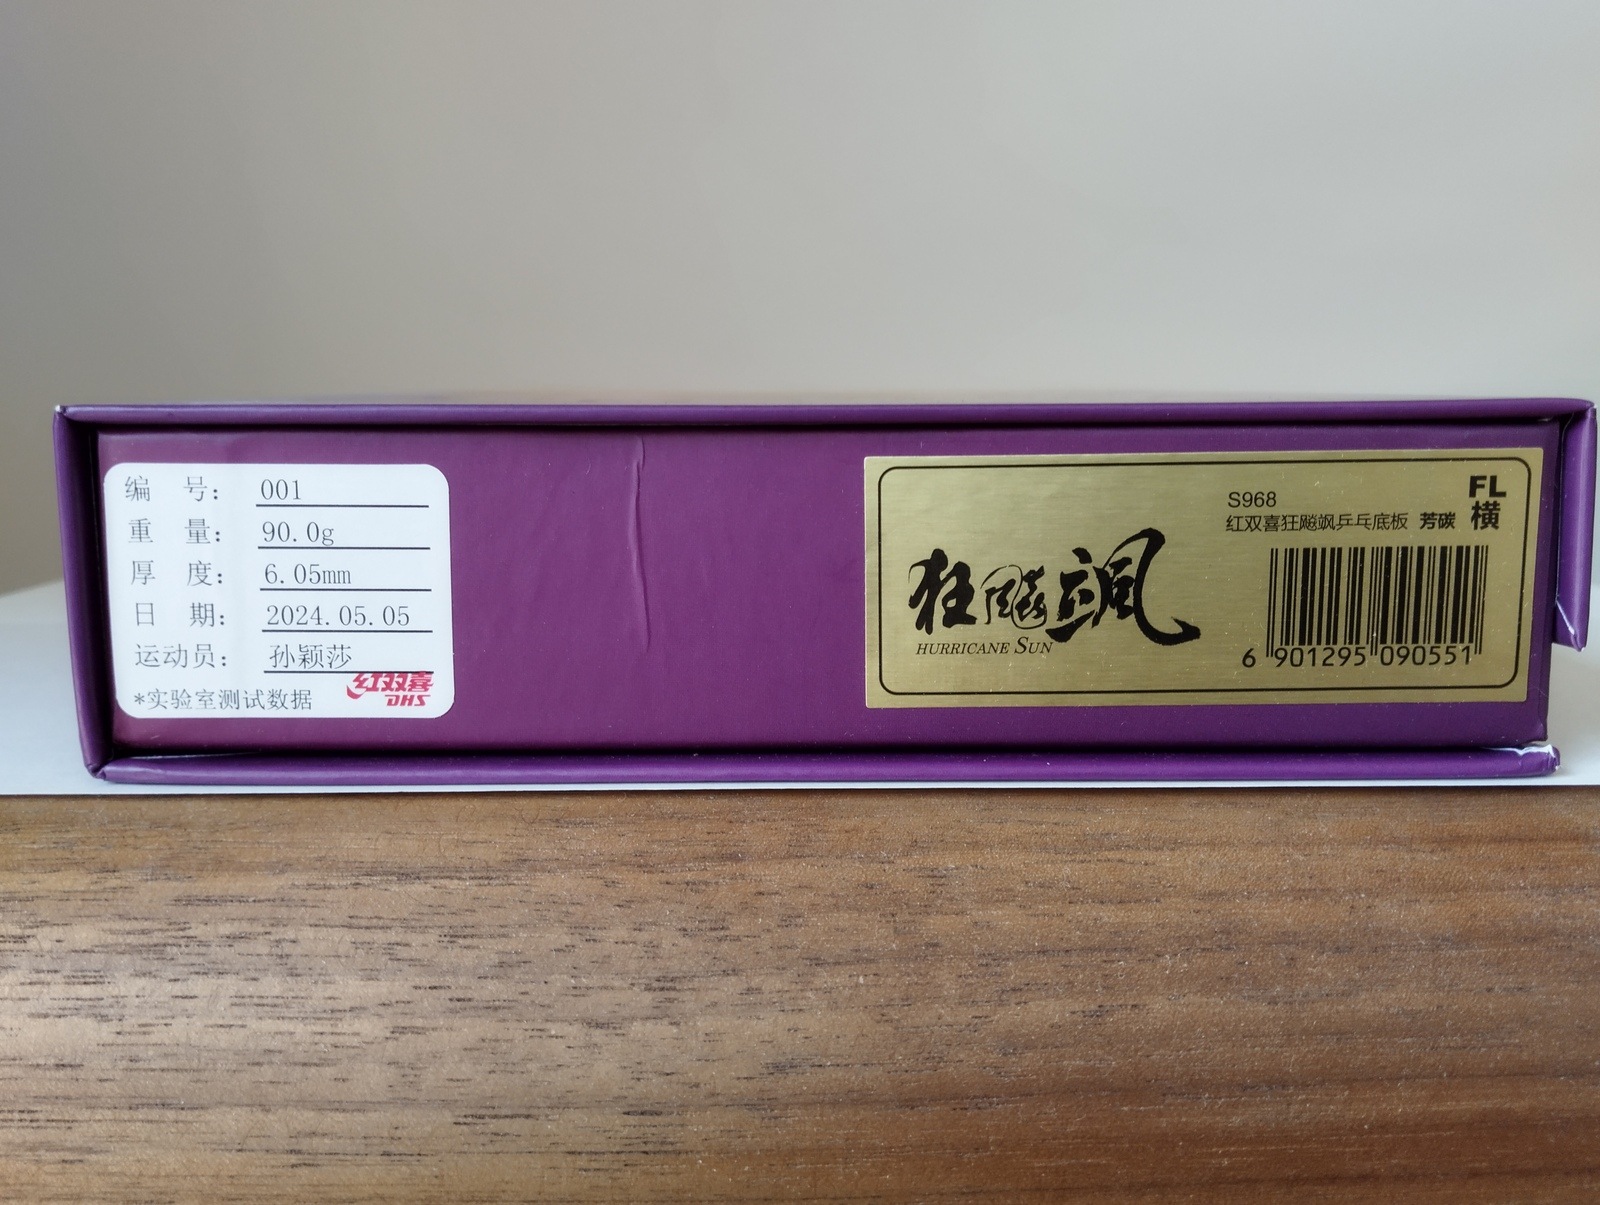 编 号: 001
重 量: 90.0g
厚 度: 6.05mm
日 期: 2024.05.05
运动员: 孙颖莎
*实验室测试数据
红双喜
DHS
狂飚飒
HURRICANE SUN
S968
红双喜狂飚飒乒乓底板 芳碳
FL
横
6 901295 090551